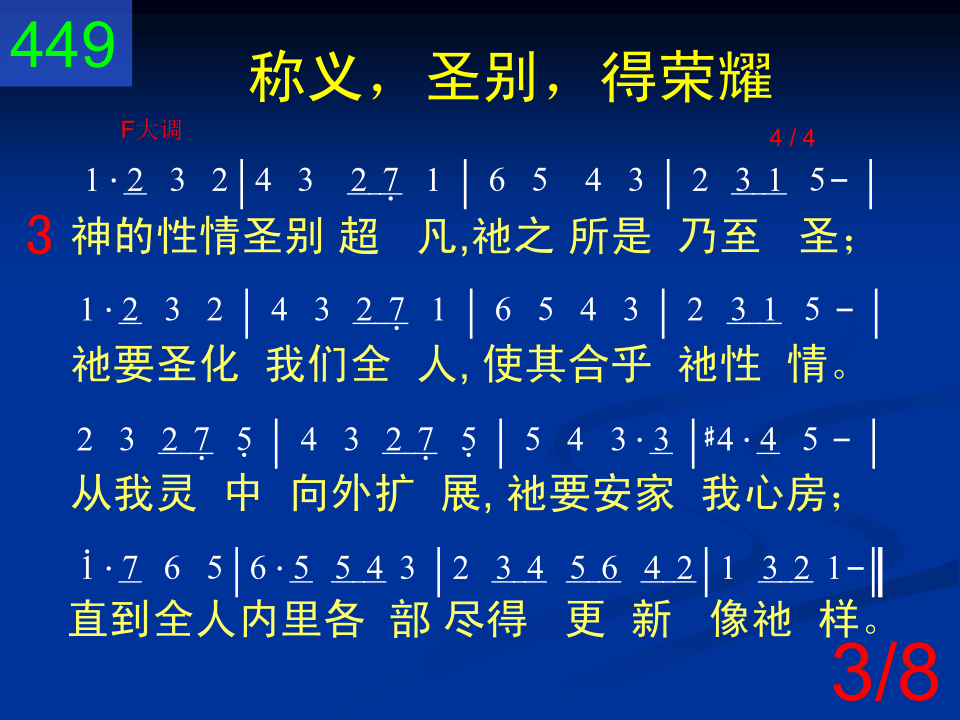 449
称义，圣别，得荣耀
F大调
4 / 4
1 · 2 3 2 | 4 3 2 7̣ 1 | 6 5 4 3 | 2 3 1 5 – |
3 神的性情圣别 超 凡,祂之 所是 乃至 圣；
1 · 2 3 2 | 4 3 2 7̣ 1 | 6 5 4 3 | 2 3 1 5 – |
祂要圣化 我们全 人, 使其合乎 祂性 情。
2 3 2 7̣ 5̣ | 4 3 2 7̣ 5̣ | 5 4 3 · 3 | ♯4 · 4 5 – |
从我灵 中 向外扩 展, 祂要安家 我心房；
1̇ · 7 6 5 | 6 · 5 5 4 3 | 2 3 4 5 6 4 2 | 1 3 2 1 – ‖
直到全人内里各 部 尽得 更 新 像祂 样。
3/8